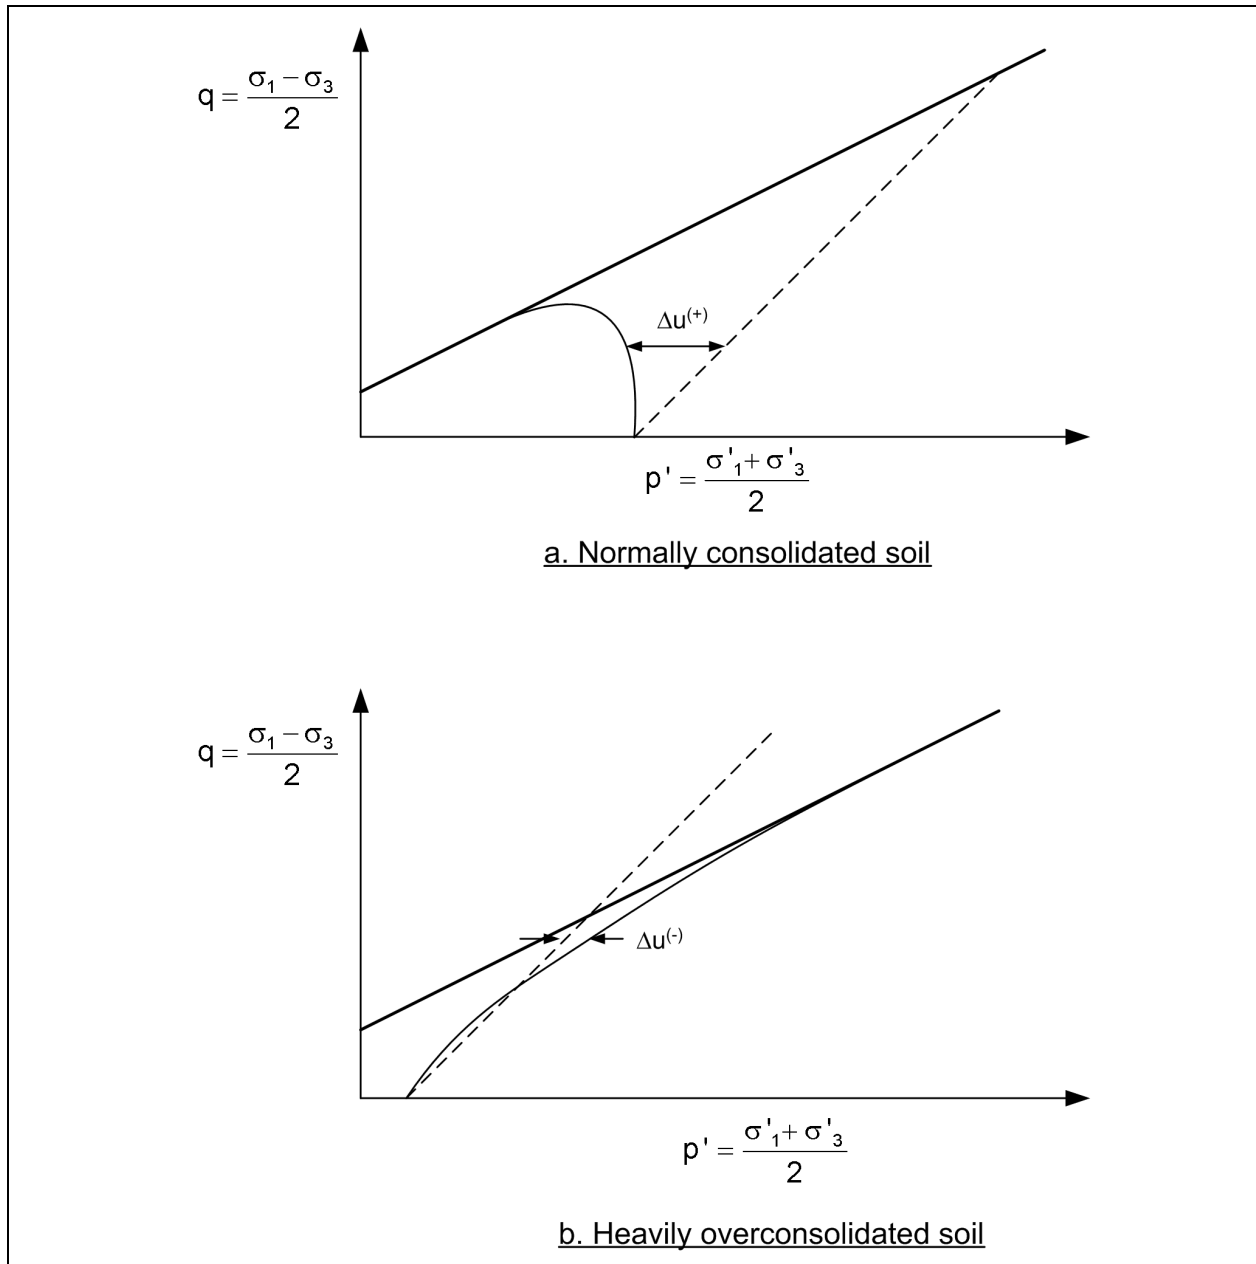 q = (σ₁ − σ₃)/2
Δu⁽⁺⁾
p' = (σ'₁ + σ'₃)/2
a. Normally consolidated soil
q = (σ₁ − σ₃)/2
Δu⁽⁻⁾
p' = (σ'₁ + σ'₃)/2
b. Heavily overconsolidated soil